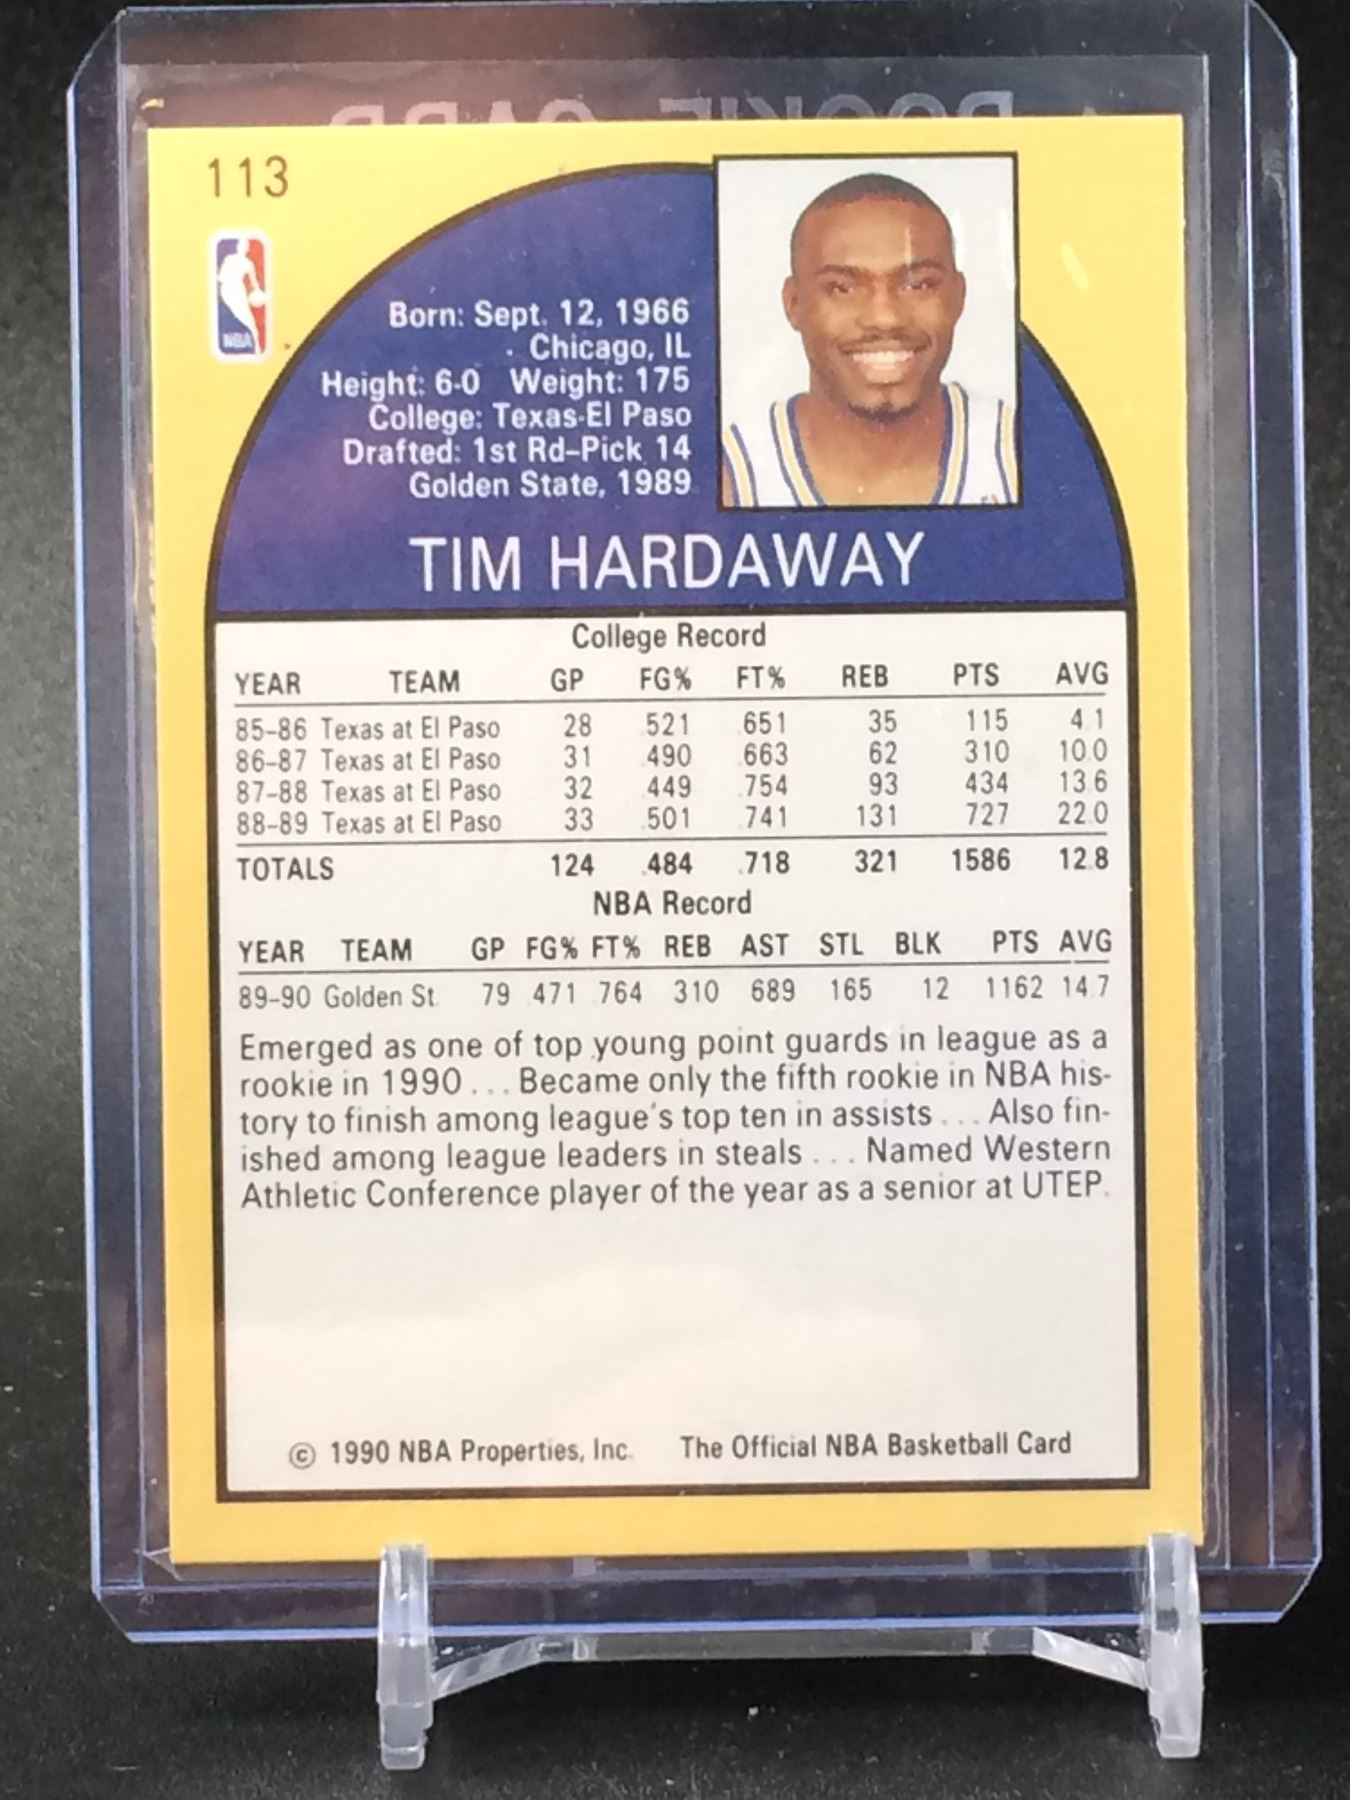 ROOKIE CARD
113
NBA
Born: Sept. 12, 1966
Chicago, IL
Height: 6-0 Weight: 175
College: Texas-El Paso
Drafted: 1st Rd-Pick 14
Golden State, 1989
TIM HARDAWAY
College Record
YEAR TEAM GP FG% FT% REB PTS AVG
85-86 Texas at El Paso 28 .521 .651 35 115 4.1
86-87 Texas at El Paso 31 .490 .663 62 310 10.0
87-88 Texas at El Paso 32 .449 .754 93 434 13.6
88-89 Texas at El Paso 33 .501 .741 131 727 22.0
TOTALS 124 .484 .718 321 1586 12.8
NBA Record
YEAR TEAM GP FG% FT% REB AST STL BLK PTS AVG
89-90 Golden St. 79 .471 .764 310 689 165 12 1162 14.7
Emerged as one of top young point guards in league as a
rookie in 1990 . . . Became only the fifth rookie in NBA his-
tory to finish among league's top ten in assists . . . Also fin-
ished among league leaders in steals . . . Named Western
Athletic Conference player of the year as a senior at UTEP.
© 1990 NBA Properties, Inc. The Official NBA Basketball Card